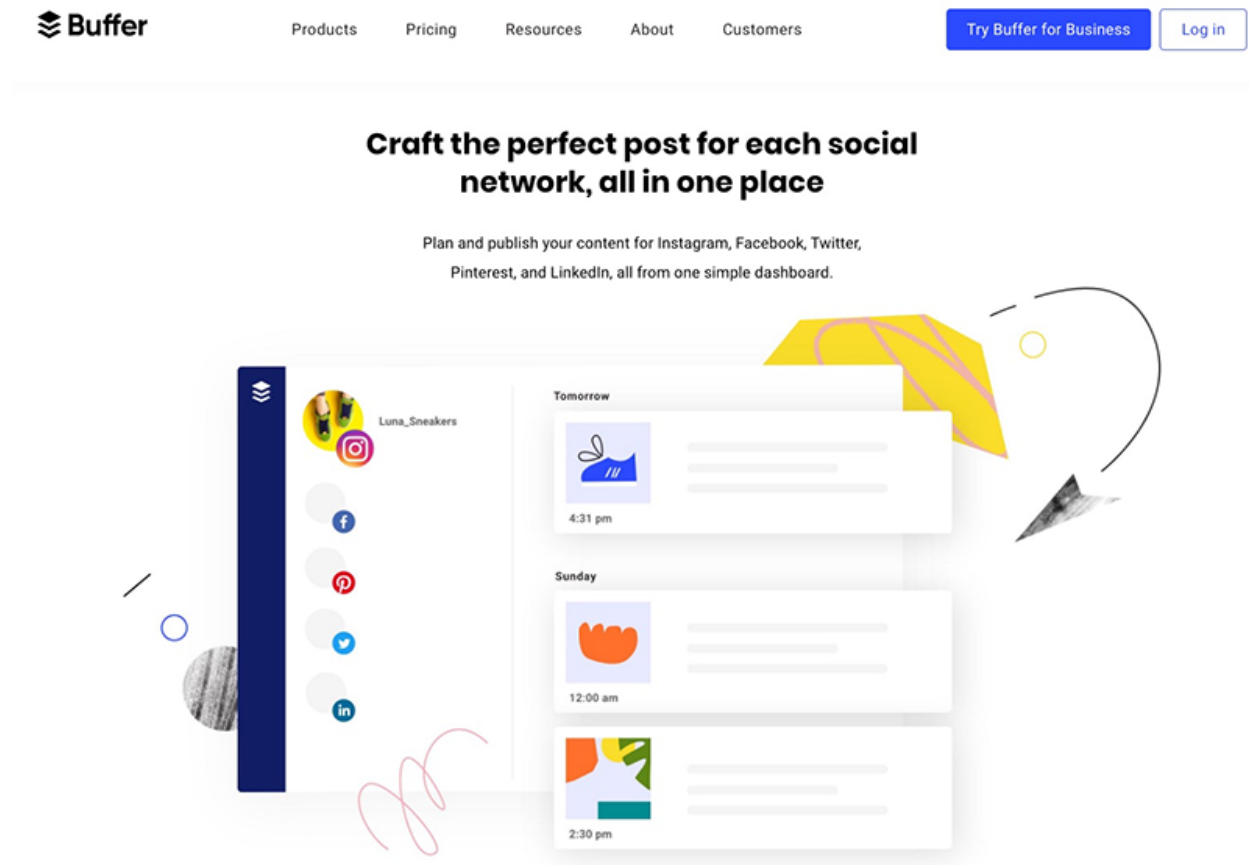 Buffer
Products
Pricing
Resources
About
Customers
Try Buffer for Business
Log in
Craft the perfect post for each social
network, all in one place
Plan and publish your content for Instagram, Facebook, Twitter,
Pinterest, and LinkedIn, all from one simple dashboard.
Luna_Sneakers
Tomorrow
4:31 pm
Sunday
12:00 am
2:30 pm